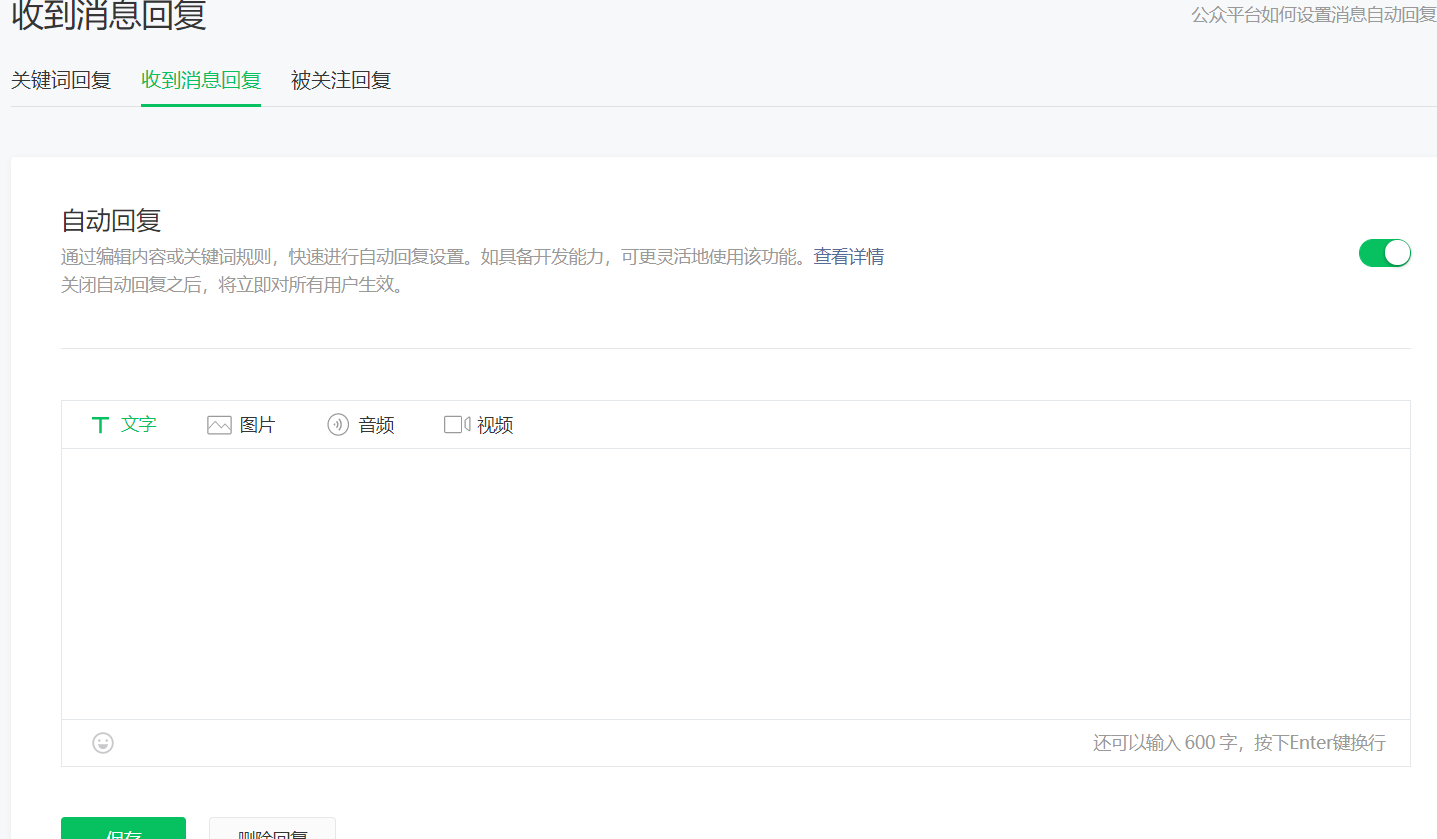 收到消息回复
公众平台如何设置消息自动回复
关键词回复 收到消息回复 被关注回复
自动回复
通过编辑内容或关键词规则，快速进行自动回复设置。如具备开发能力，可更灵活地使用该功能。查看详情
关闭自动回复之后，将立即对所有用户生效。
文字 图片 音频 视频
还可以输入 600 字，按下Enter键换行
保存 删除回复